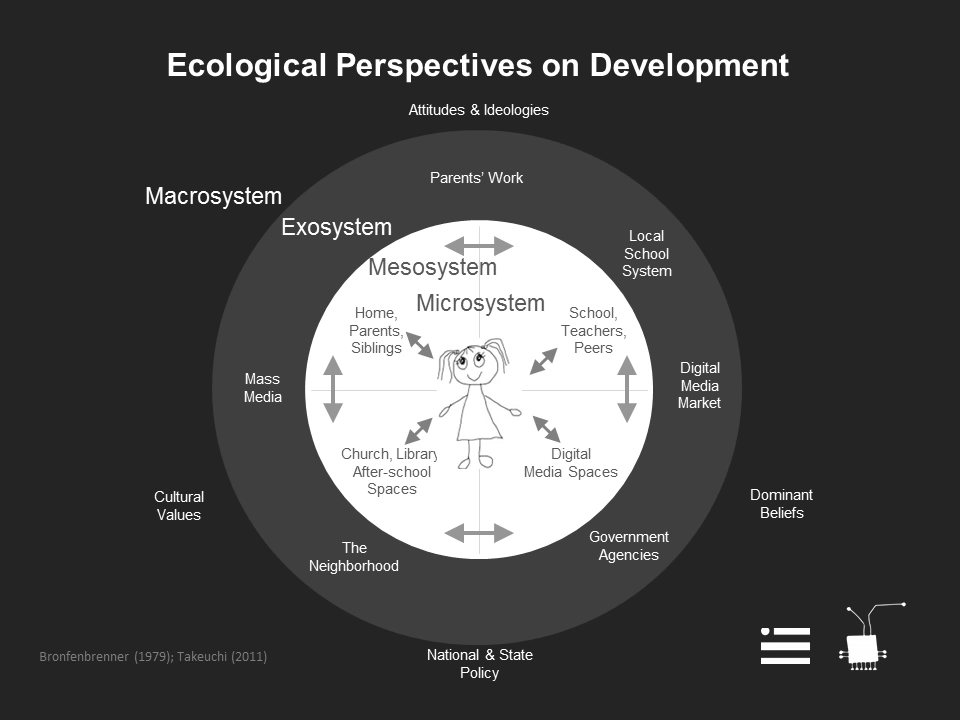 Ecological Perspectives on Development
Attitudes & Ideologies
Parents’ Work
Macrosystem
Exosystem
Local
School
System
Mesosystem
Microsystem
Home,
Parents,
Siblings
School,
Teachers,
Peers
Mass
Media
Digital
Media
Market
Church, Library
After-school
Spaces
Digital
Media Spaces
Cultural
Values
Dominant
Beliefs
The
Neighborhood
Government
Agencies
National & State
Policy
Bronfenbrenner (1979); Takeuchi (2011)